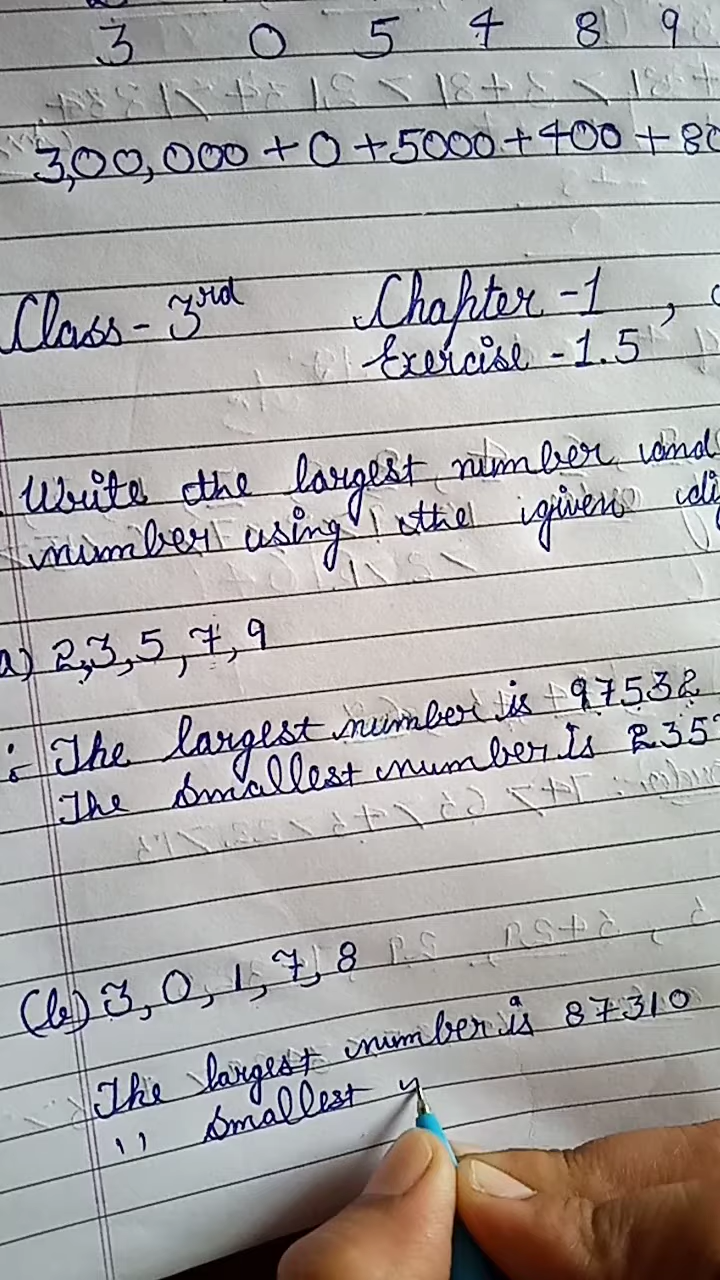 3 0 5 4 8 9
3,00,000 + 0 + 5000 + 400 + 80
Class - 3rd Chapter - 1 ,
Exercise - 1.5
Write the largest number and
number using the given di
a) 2,3,5,7,9
The largest number is 97532
The smallest number is 2357
(b) 3, 0, 1, 7, 8
The largest number is 87310
" smallest